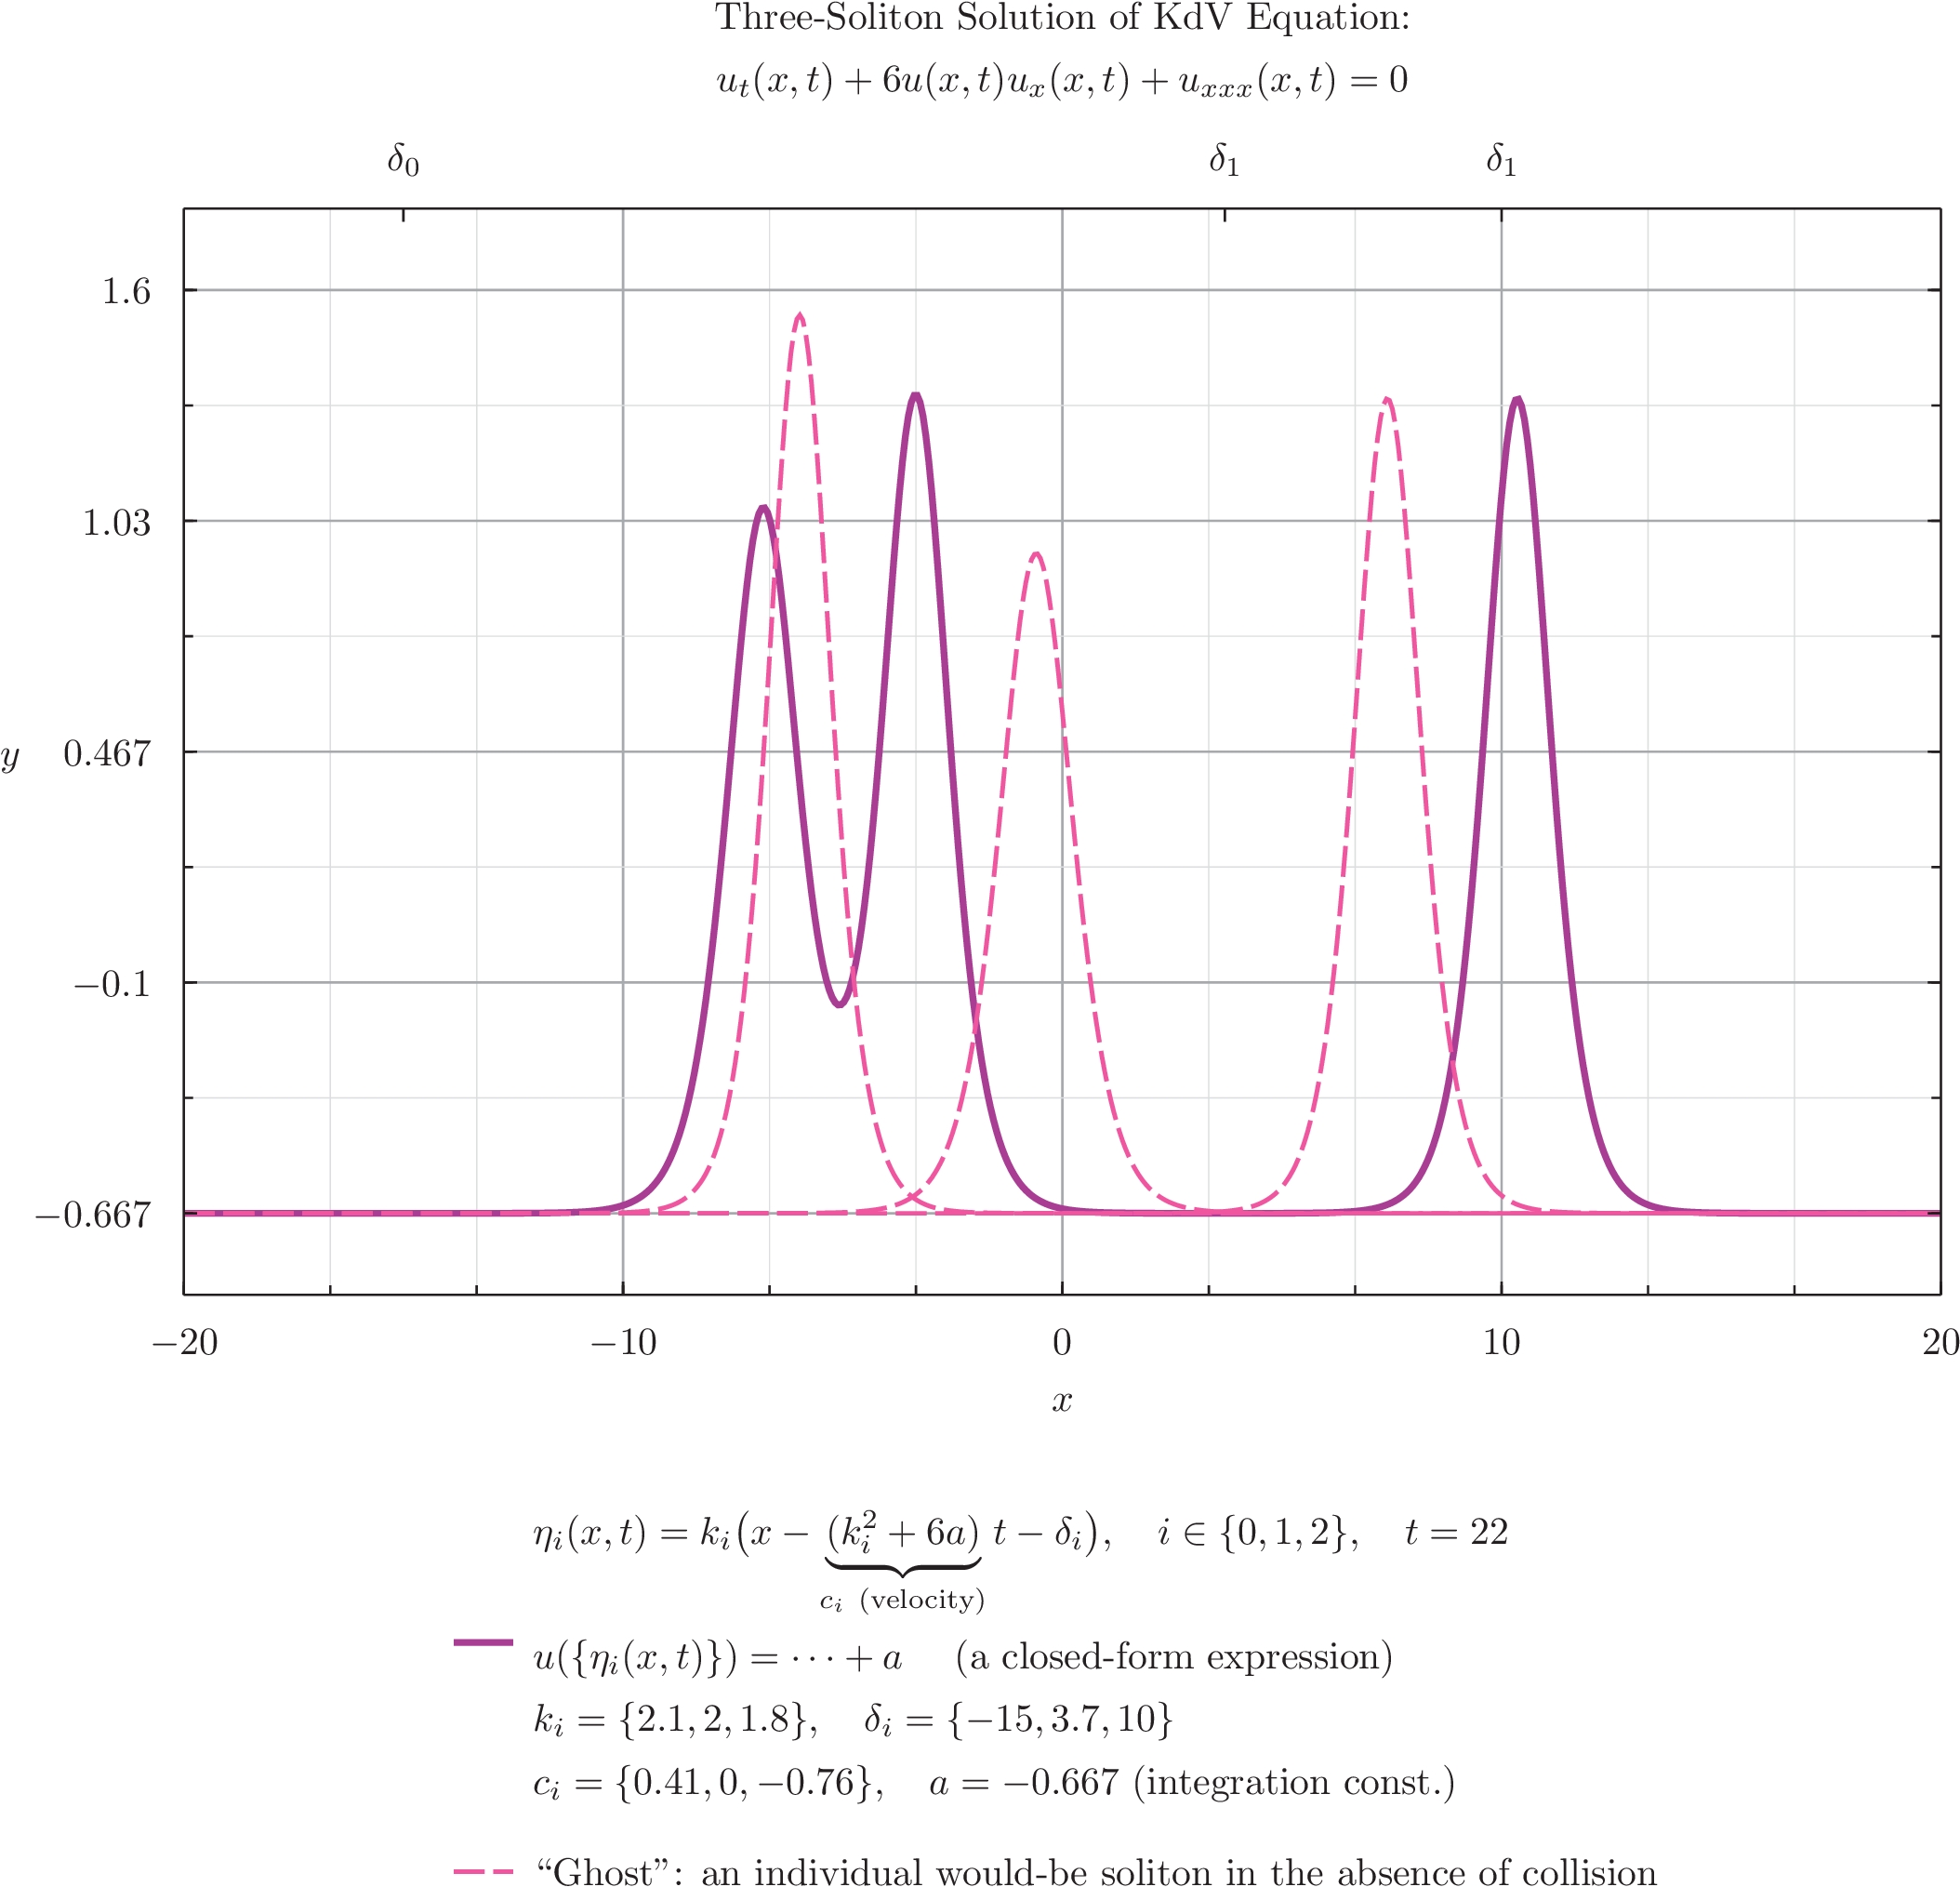 Three-Soliton Solution of KdV Equation:
u_t(x, t) + 6u(x, t)u_x(x, t) + u_{xxx}(x, t) = 0
δ_0 δ_1 δ_1
1.6
1.03
y 0.467
−0.1
−0.667
−20 −10 0 10 20
x
η_i(x, t) = k_i(x − (k_i^2 + 6a) t − δ_i), i ∈ {0, 1, 2}, t = 22
c_i (velocity)
u({η_i(x, t)}) = ⋯ + a (a closed-form expression)
k_i = {2.1, 2, 1.8}, δ_i = {−15, 3.7, 10}
c_i = {0.41, 0, −0.76}, a = −0.667 (integration const.)
“Ghost”: an individual would-be soliton in the absence of collision